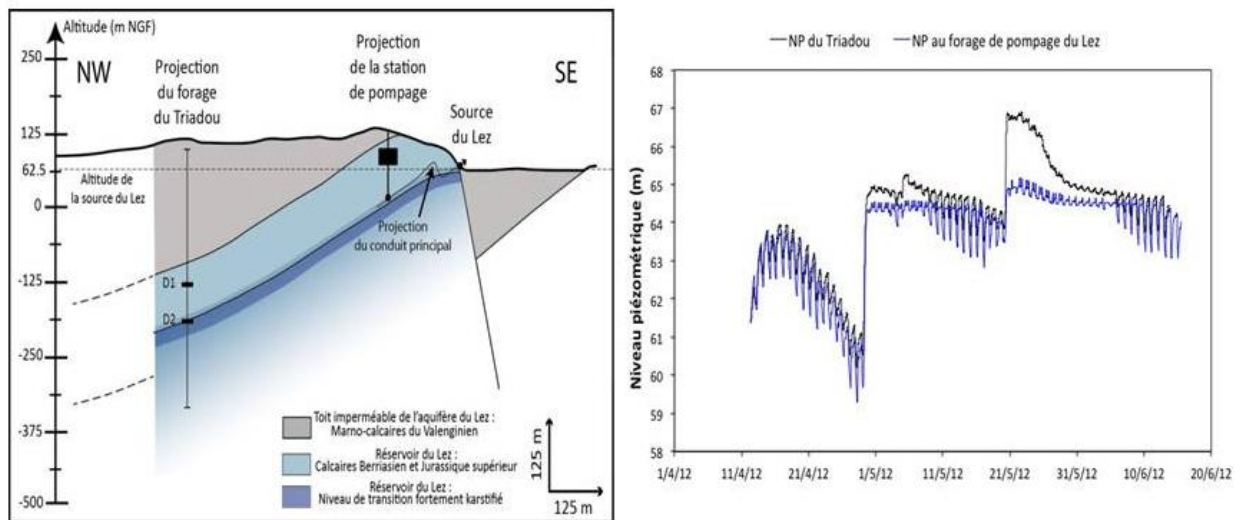 Altitude (m NGF)
250
125
62.5
0
-125
-250
-375
-500
NW
SE
Projection
du forage
du Triadou
Projection
de la station
de pompage
Source
du Lez
Altitude de
la source du Lez
Projection
du conduit principal
D1
D2
Toit imperméable de l'aquifère du Lez :
Marno-calcaires du Valenginien
Réservoir du Lez :
Calcaires Berriasien et Jurassique supérieur
Réservoir du Lez :
Niveau de transition fortement karstifié
125 m
125 m
NP du Triadou
NP au forage de pompage du Lez
Niveau piézométrique (m)
68
67
66
65
64
63
62
61
60
59
58
1/4/12
11/4/12
21/4/12
1/5/12
11/5/12
21/5/12
31/5/12
10/6/12
20/6/12